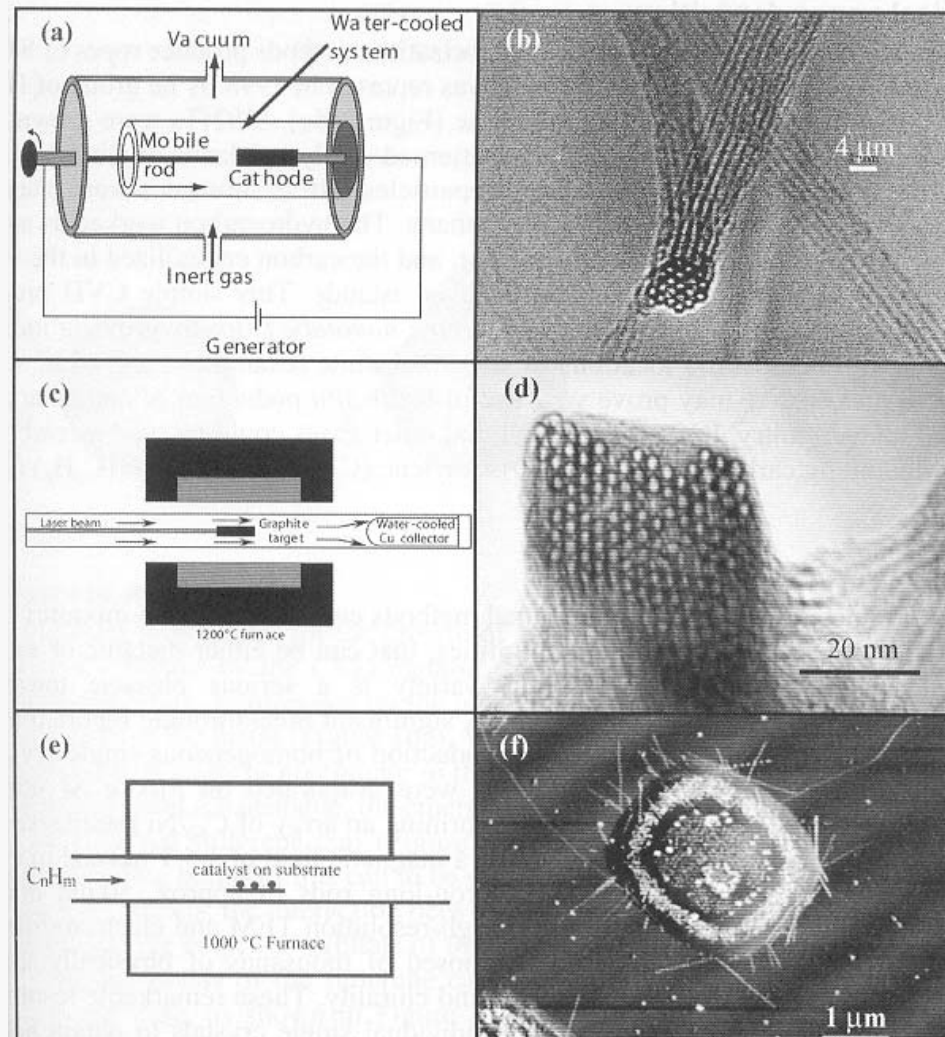 (a)
Vacuum
Water-cooled
system
Mobile
rod
Cathode
Inert gas
Generator
(b)
4 µm
(c)
Laser beam
Graphite
target
Water-cooled
Cu collector
1200°C furnace
(d)
20 nm
(e)
CnHm
catalyst on substrate
1000 °C Furnace
(f)
1 µm